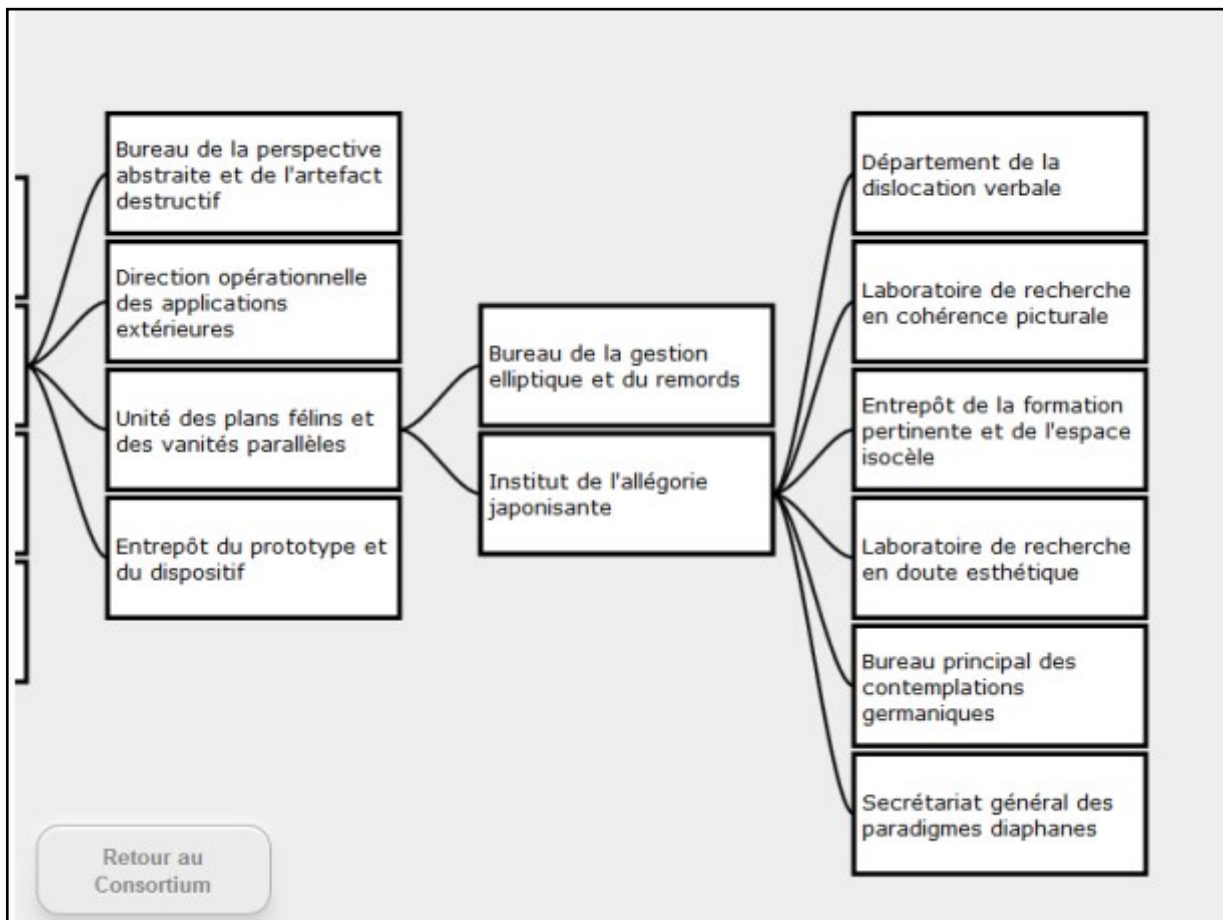 Bureau de la perspective
abstraite et de l'artefact
destructif
Direction opérationnelle
des applications
extérieures
Unité des plans félins et
des vanités parallèles
Entrepôt du prototype et
du dispositif
Bureau de la gestion
elliptique et du remords
Institut de l'allégorie
japonisante
Département de la
dislocation verbale
Laboratoire de recherche
en cohérence picturale
Entrepôt de la formation
pertinente et de l'espace
isocèle
Laboratoire de recherche
en doute esthétique
Bureau principal des
contemplations
germaniques
Secrétariat général des
paradigmes diaphanes
Retour au
Consortium